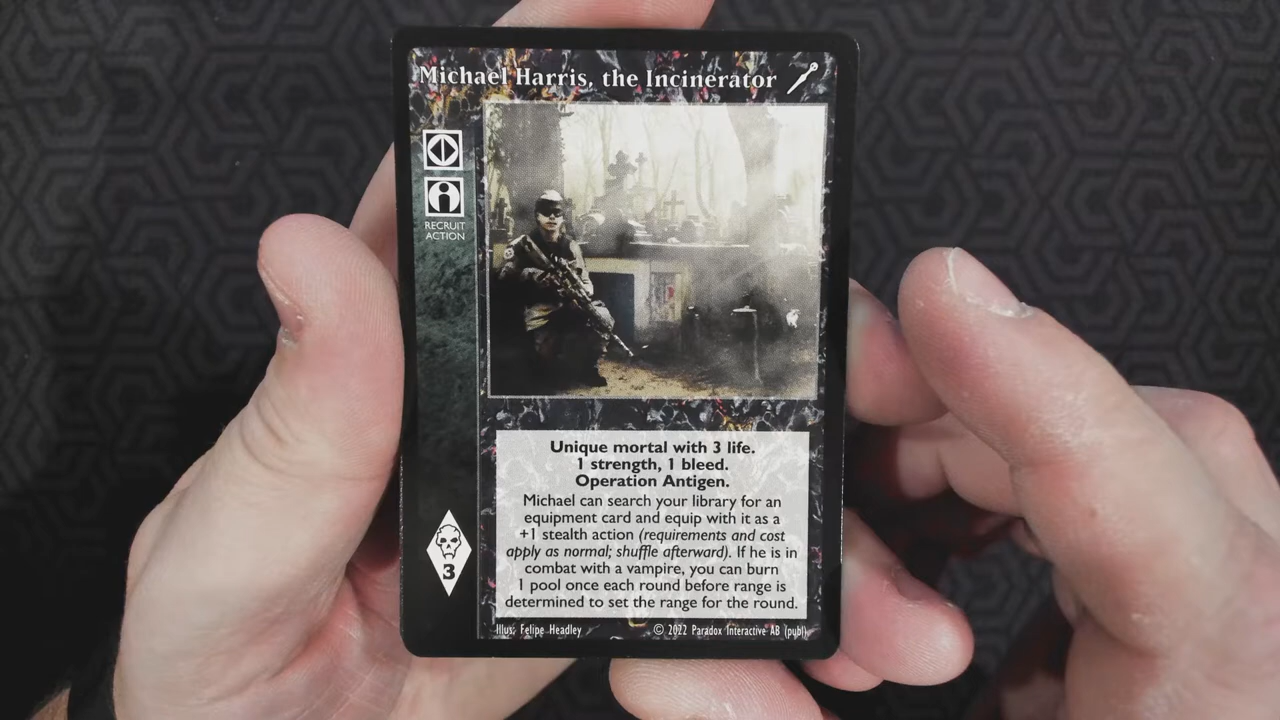 Michael Harris, the Incinerator
RECRUIT
ACTION
Unique mortal with 3 life.
1 strength, 1 bleed.
Operation Antigen.
Michael can search your library for an
equipment card and equip with it as a
+1 stealth action (requirements and cost
apply as normal; shuffle afterward). If he is in
combat with a vampire, you can burn
1 pool once each round before range is
determined to set the range for the round.
3
Illus: Felipe Headley
© 2022 Paradox Interactive AB (publ)